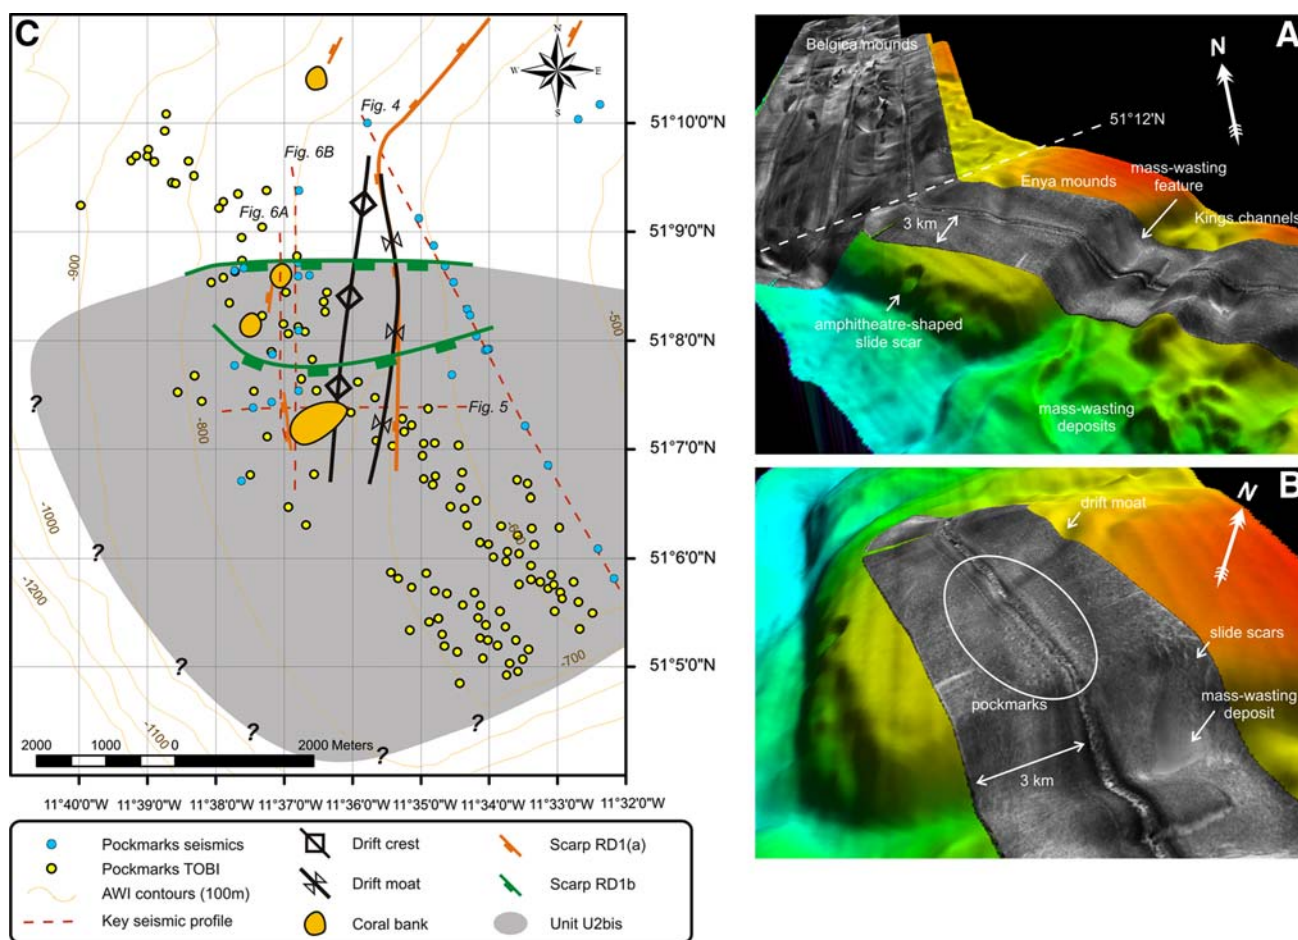 C
N
W
E
S
Fig. 4
Fig. 6B
Fig. 6A
Fig. 5
-900
-800
-500
-600
-700
-1000
-1100
-1200
?
?
?
?
?
?
51°10'0"N
51°9'0"N
51°8'0"N
51°7'0"N
51°6'0"N
51°5'0"N
2000 1000 0 2000 Meters
11°40'0"W 11°39'0"W 11°38'0"W 11°37'0"W 11°36'0"W 11°35'0"W 11°34'0"W 11°33'0"W 11°32'0"W
Pockmarks seismics
Pockmarks TOBI
AWI contours (100m)
Key seismic profile
Drift crest
Drift moat
Coral bank
Scarp RD1(a)
Scarp RD1b
Unit U2bis
A
N
Belgica mounds
51°12'N
mass-wasting
feature
Enya mounds
Kings channels
3 km
amphitheatre-shaped
slide scar
mass-wasting
deposits
B
N
drift moat
slide scars
mass-wasting
deposit
pockmarks
3 km